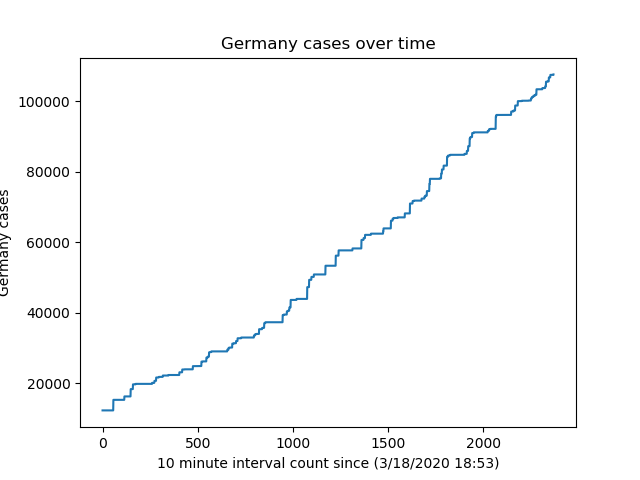 Germany cases over time
Germany cases
100000
80000
60000
40000
20000
0 500 1000 1500 2000
10 minute interval count since (3/18/2020 18:53)